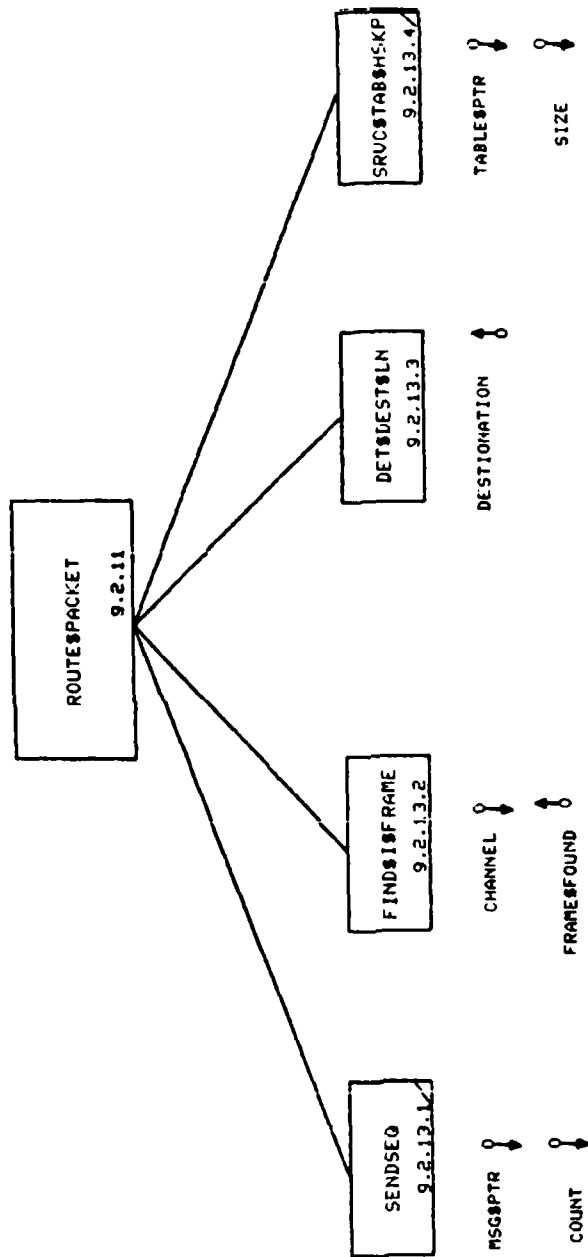 ROUTE$PACKET
9.2.11
SENDSEQ
9.2.13.1
FIND$I$FRAME
9.2.13.2
DET$DEST$LN
9.2.13.3
SRVC$TAB$HSKP
9.2.13.4
MSG$PTR
COUNT
CHANNEL
FRAME$FOUND
DESTIONATION
TABLE$PTR
SIZE